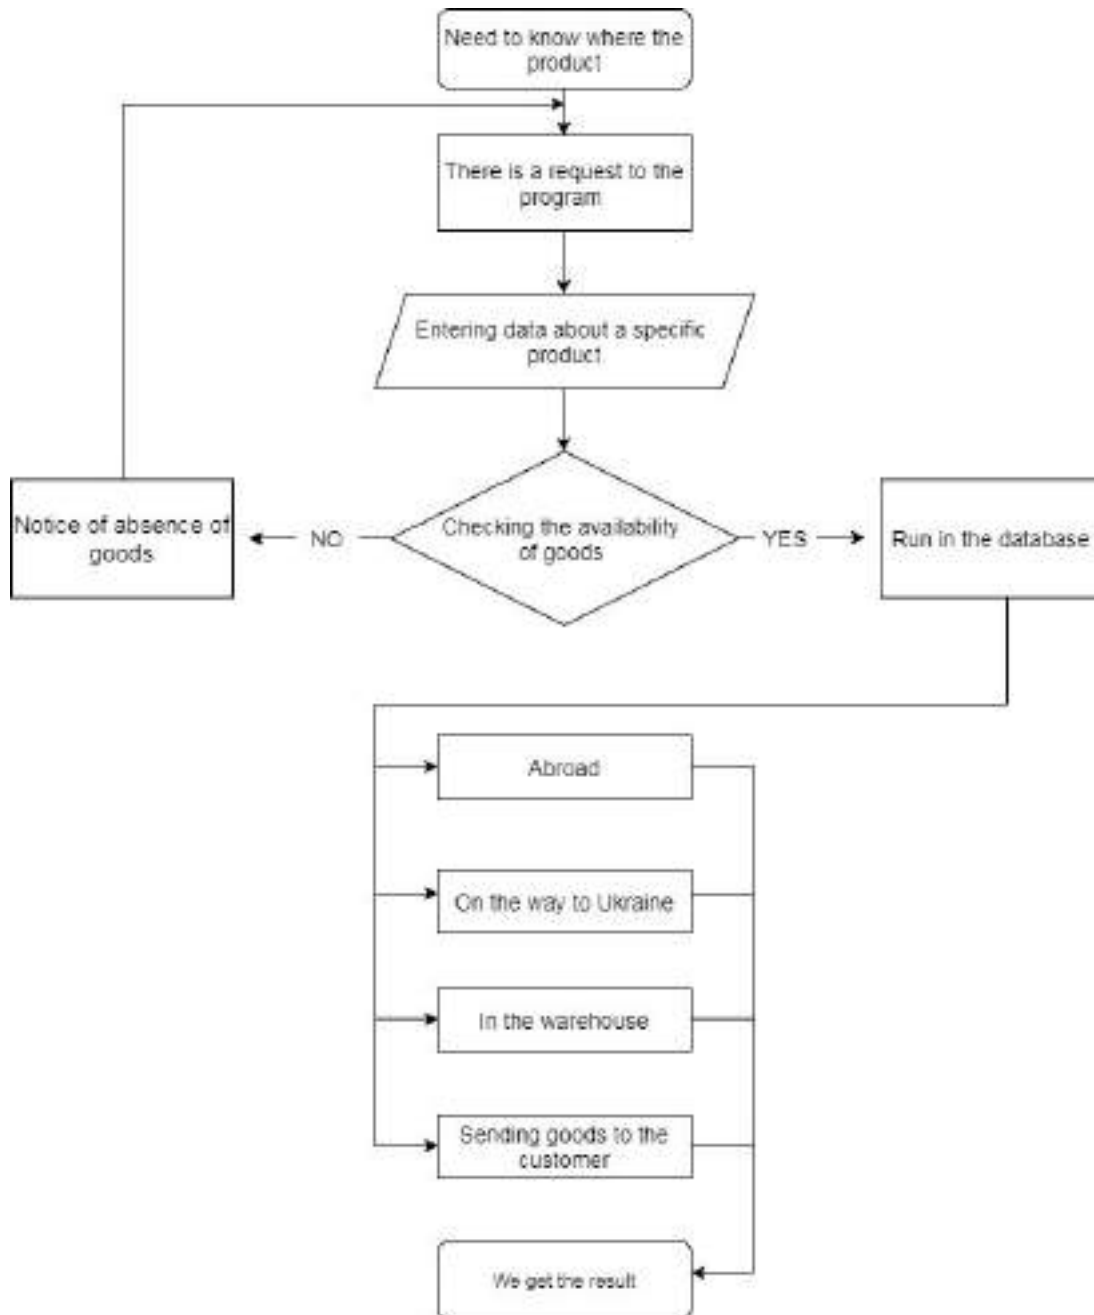 Need to know where the
product
There is a request to the
program
Entering data about a specific
product
Checking the availability
of goods
NO
YES
Notice of absence of
goods
Run in the database
Abroad
On the way to Ukraine
In the warehouse
Sending goods to the
customer
We get the result